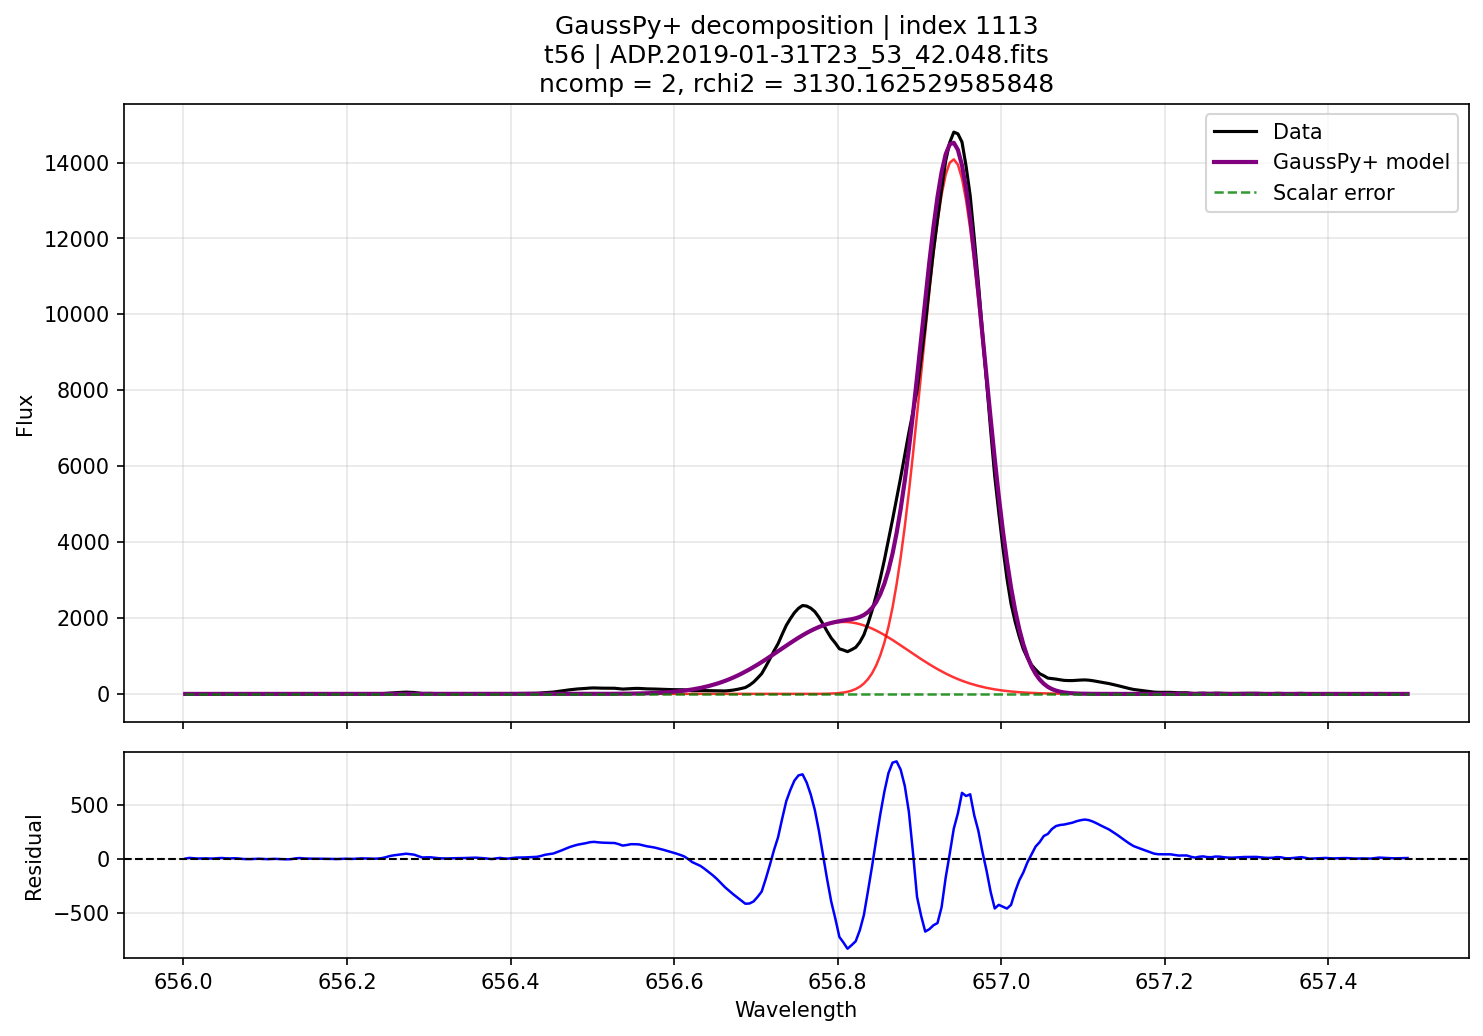 GaussPy+ decomposition | index 1113
t56 | ADP.2019-01-31T23_53_42.048.fits
ncomp = 2, rchi2 = 3130.162529585848
Data
GaussPy+ model
Scalar error
Flux
14000
12000
10000
8000
6000
4000
2000
0
Residual
500
0
−500
656.0 656.2 656.4 656.6 656.8 657.0 657.2 657.4
Wavelength